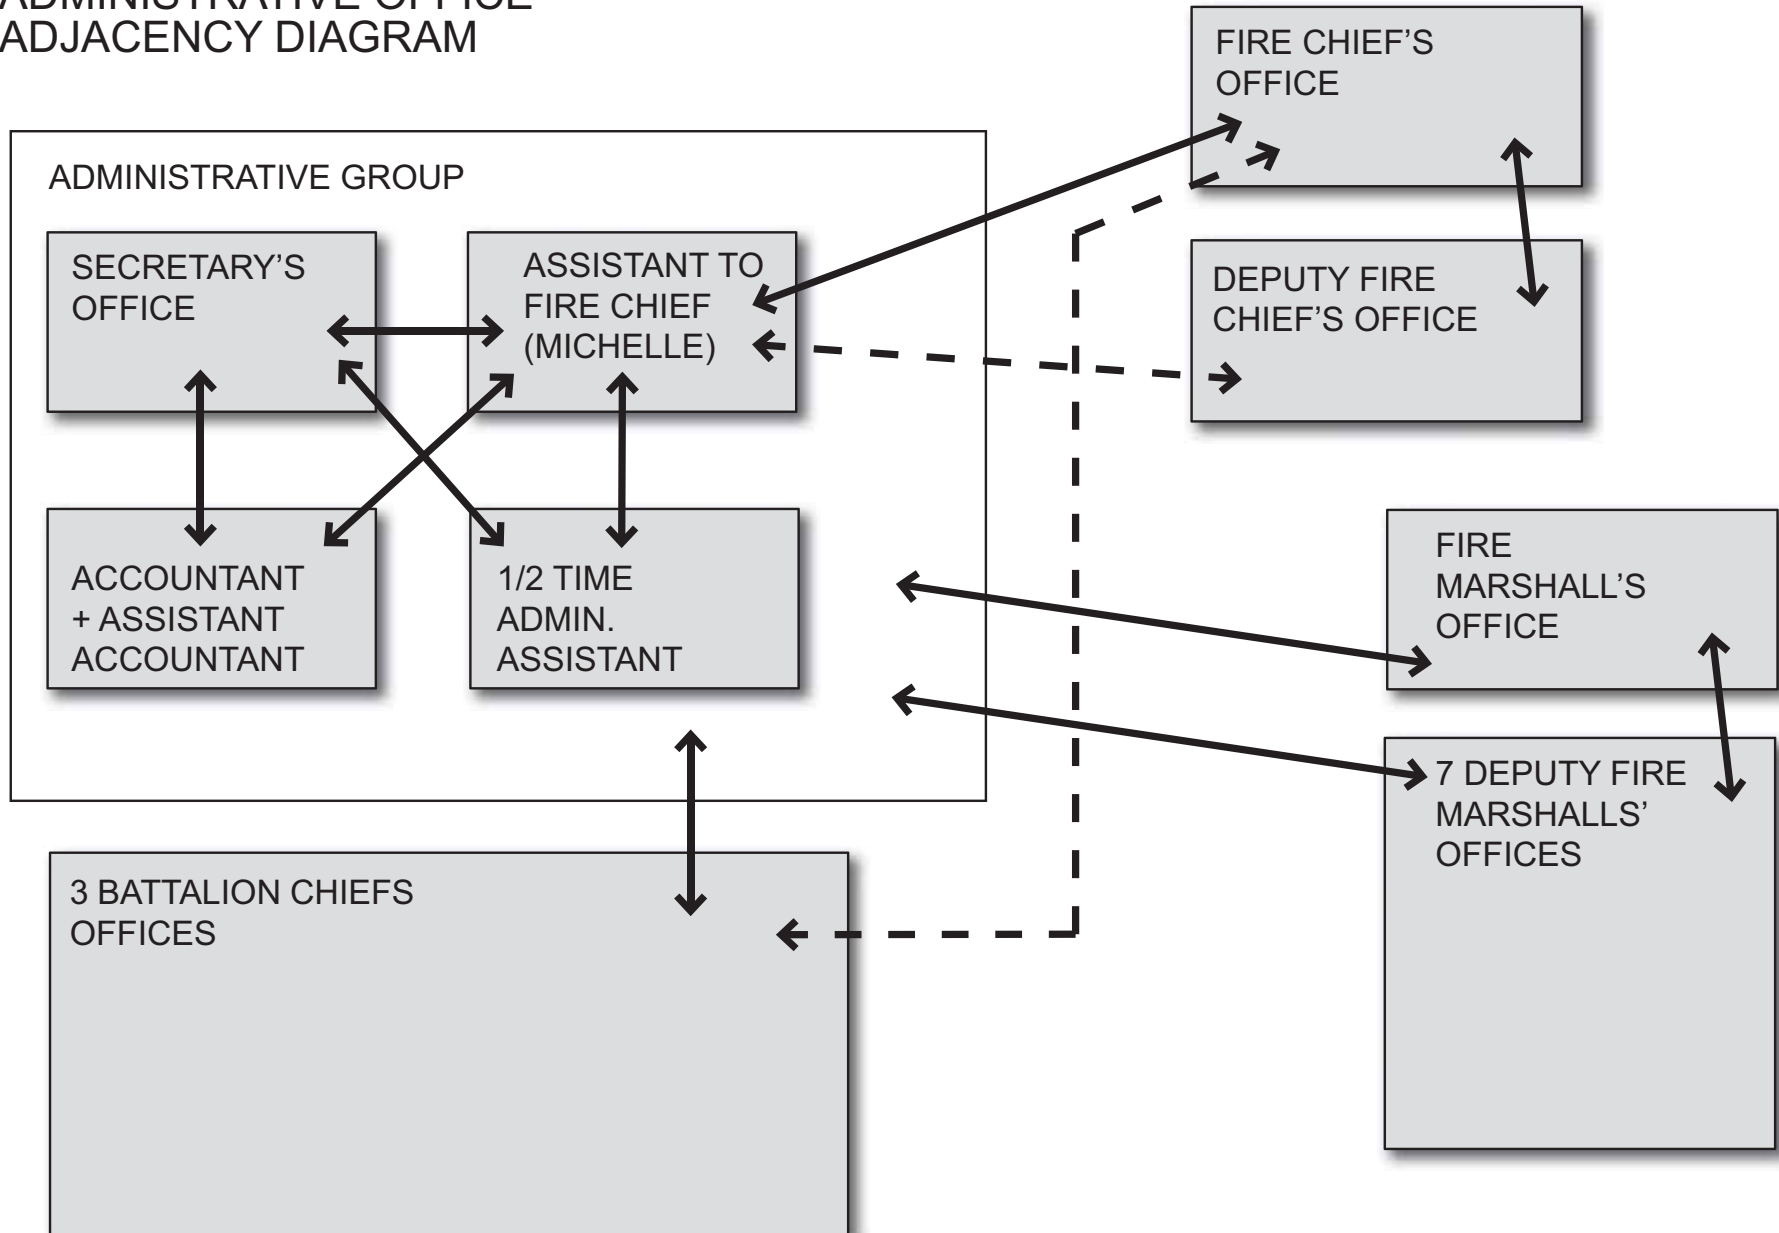 ADMINISTRATIVE OFFICE
ADJACENCY DIAGRAM
FIRE CHIEF'S
OFFICE
ADMINISTRATIVE GROUP
SECRETARY'S
OFFICE
ASSISTANT TO
FIRE CHIEF
(MICHELLE)
DEPUTY FIRE
CHIEF'S OFFICE
ACCOUNTANT
+ ASSISTANT
ACCOUNTANT
1/2 TIME
ADMIN.
ASSISTANT
FIRE
MARSHALL'S
OFFICE
7 DEPUTY FIRE
MARSHALLS'
OFFICES
3 BATTALION CHIEFS
OFFICES